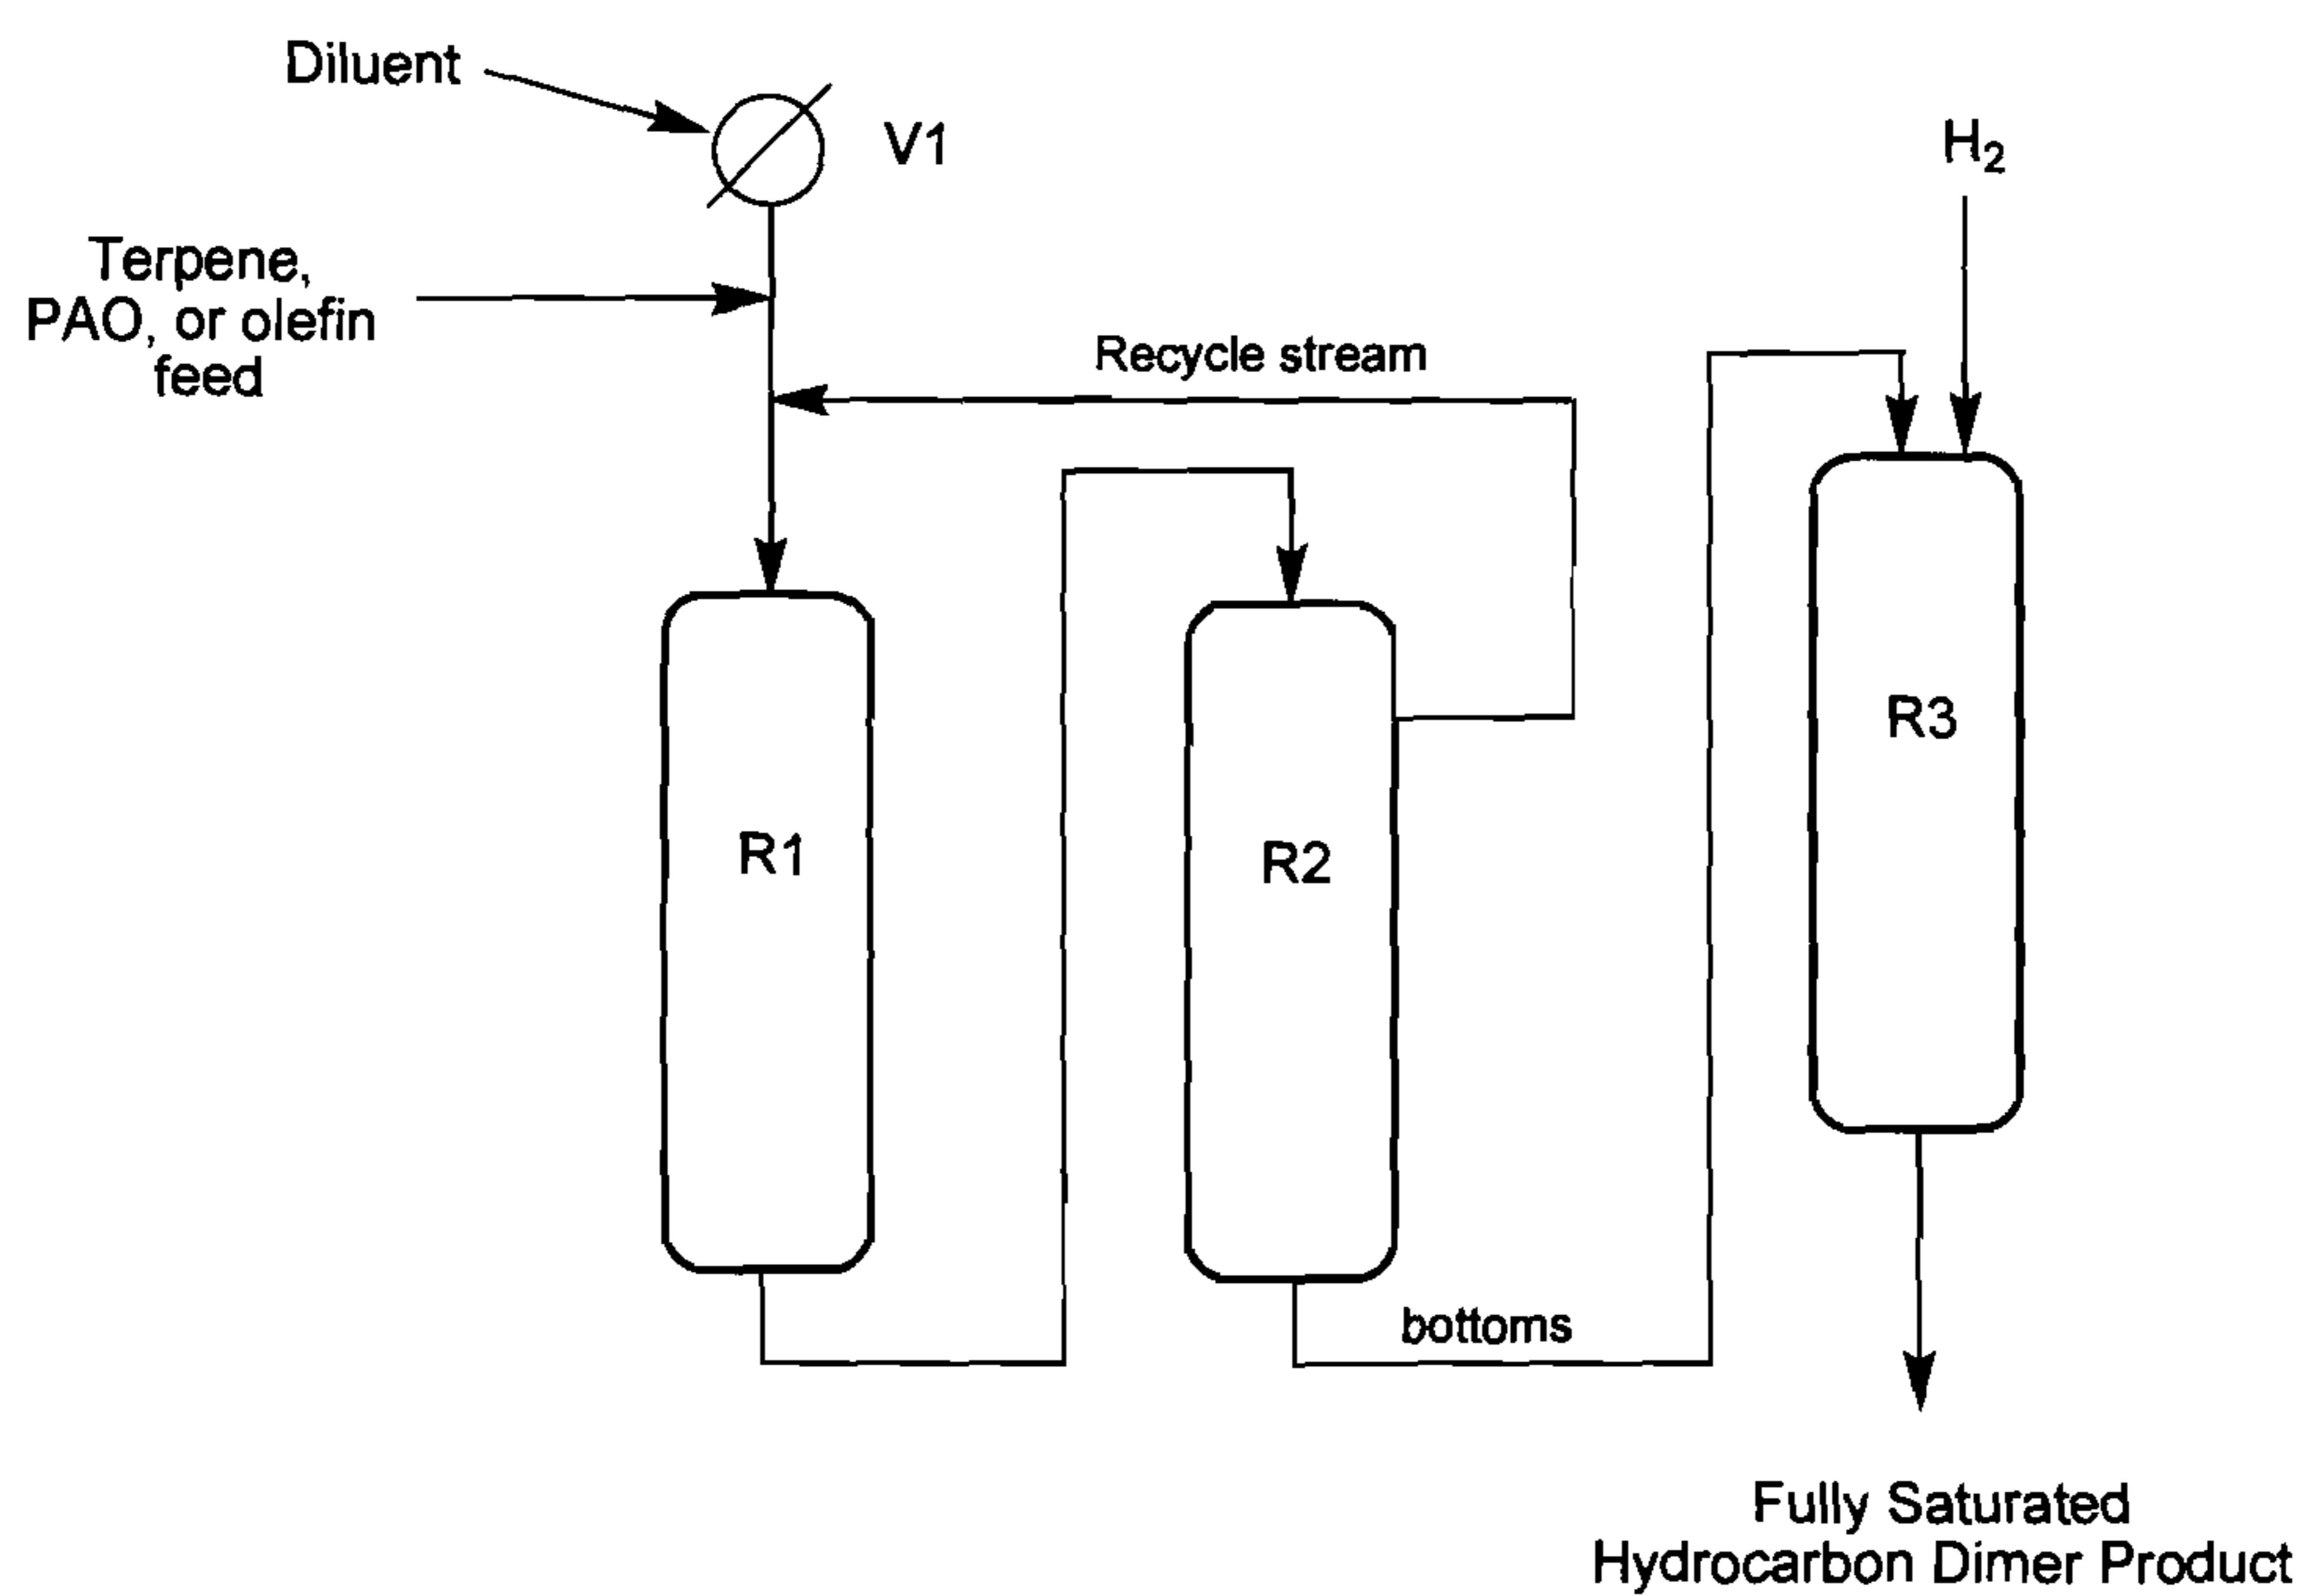 Diluent
V1
H2
Terpene,
PAO, or olefin
feed
Recycle stream
R1
R2
R3
bottoms
Fully Saturated
Hydrocarbon Dimer Product